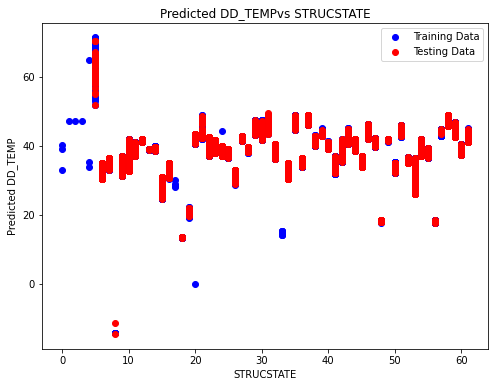 Predicted DD_TEMPvs STRUCSTATE
Training Data
Testing Data
Predicted DD_TEMP
60
40
20
0
0 10 20 30 40 50 60
STRUCSTATE